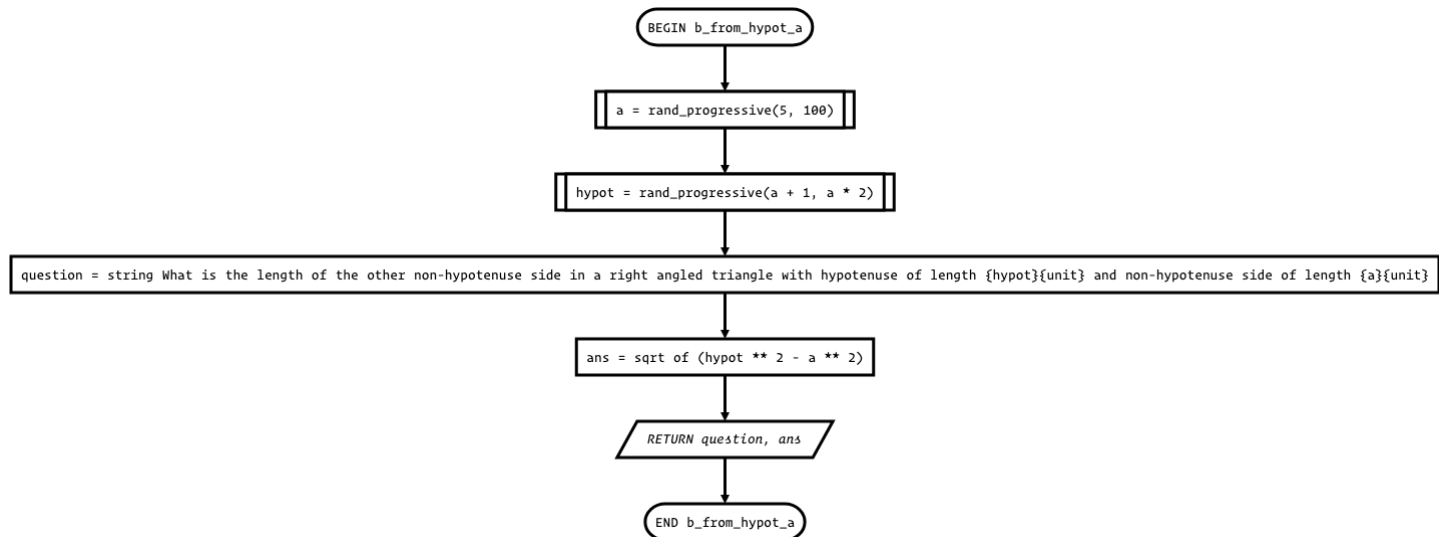 BEGIN b_from_hypot_a
a = rand_progressive(5, 100)
hypot = rand_progressive(a + 1, a * 2)
question = string What is the length of the other non-hypotenuse side in a right angled triangle with hypotenuse of length {hypot}{unit} and non-hypotenuse side of length {a}{unit}
ans = sqrt of (hypot ** 2 - a ** 2)
RETURN question, ans
END b_from_hypot_a